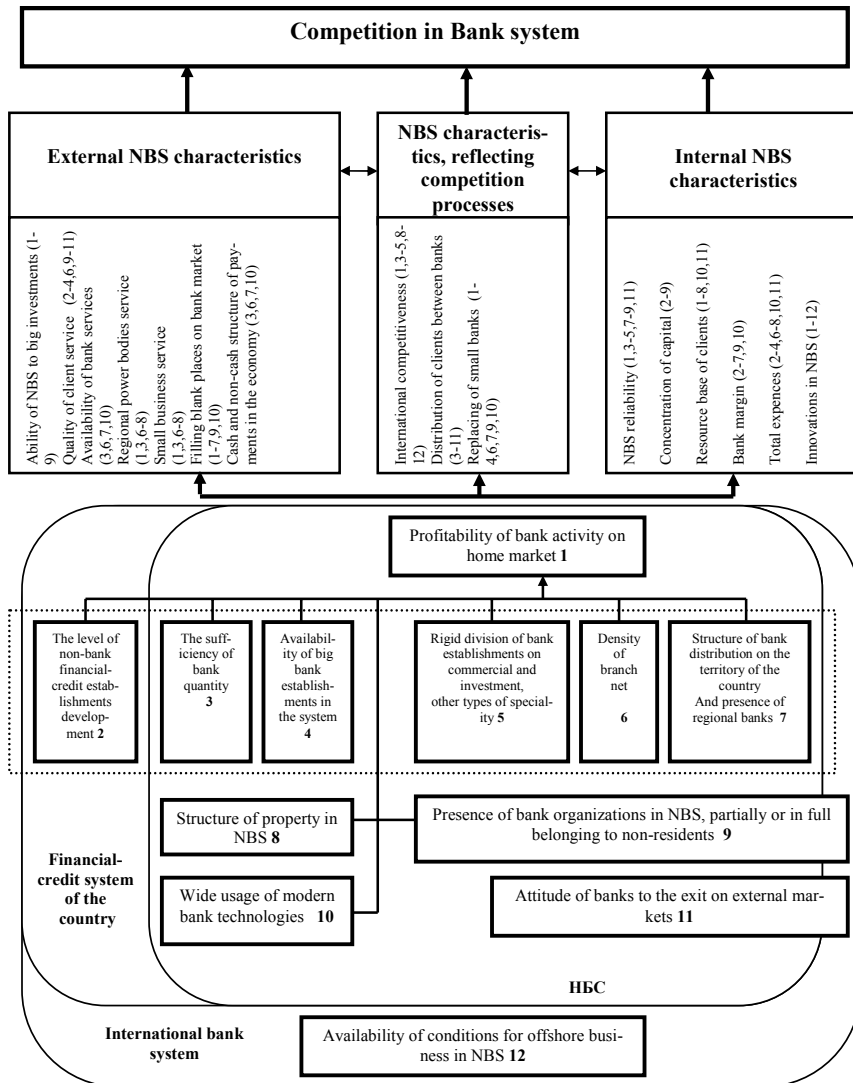 Competition in Bank system
External NBS characteristics
NBS characteris-
tics, reflecting
competition
processes
Internal NBS
characteristics
Ability of NBS to big investments (1-
9)
Quality of client service (2-4,6,9-11)
Availability of bank services
(3,6,7,10)
Regional power bodies service
(1,3,6-8)
Small business service
(1,3,6-8)
Filling blank places on bank market
(1-7,9,10)
Cash and non-cash structure of pay-
ments in the economy (3,6,7,10)
International competitiveness (1,3-5,8-
12)
Distribution of clients between banks
(3-11)
Replacing of small banks (1-
4,6,7,9,10)
NBS reliability (1,3-5,7-9,11)
Concentration of capital (2-9)
Resource base of clients (1-8,10,11)
Bank margin (2-7,9,10)
Total expences (2-4,6-8,10,11)
Innovations in NBS (1-12)
Profitability of bank activity on
home market 1
The level of
non-bank
financial-
credit estab-
lishments
develop-
ment 2
The suffi-
ciency of
bank
quantity
3
Availabil-
ity of big
bank
establish-
ments in
the system
4
Rigid division of bank
establishments on
commercial and
investment,
other types of special-
ity 5
Density
of
branch
net
6
Structure of bank
distribution on the
territory of the
country
And presence of
regional banks 7
Structure of property in
NBS 8
Presence of bank organizations in NBS, partially or in full
belonging to non-residents 9
Financial-
credit system
of the
country
Wide usage of modern
bank technologies 10
Attitude of banks to the exit on external mar-
kets 11
НБС
International bank
system
Availability of conditions for offshore busi-
ness in NBS 12